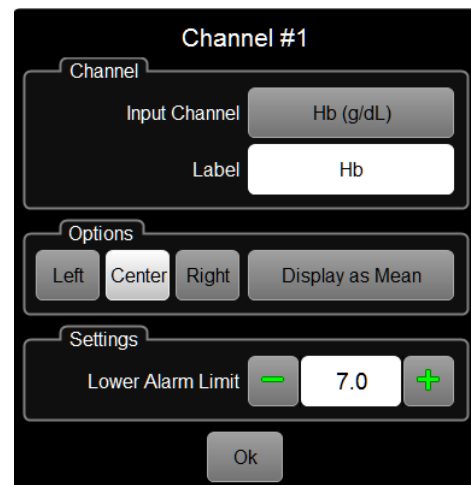 Channel #1
Channel
Input Channel Hb (g/dL)
Label Hb
Options
Left Center Right Display as Mean
Settings
Lower Alarm Limit 7.0
Ok